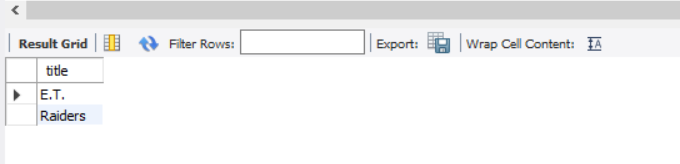 Result Grid Filter Rows: Export: Wrap Cell Content:
title
E.T.
Raiders